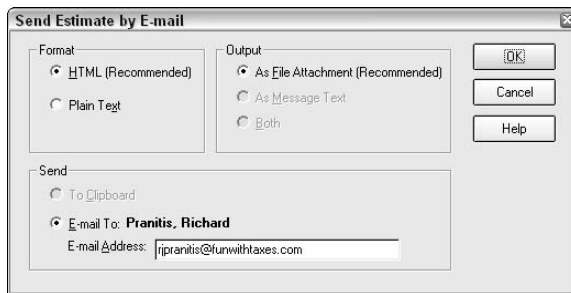 Send Estimate by E-mail
Format
HTML (Recommended)
Plain Text
Output
As File Attachment (Recommended)
As Message Text
Both
OK
Cancel
Help
Send
To Clipboard
E-mail To: Pranitis, Richard
E-mail Address: rjpranitis@funwithtaxes.com